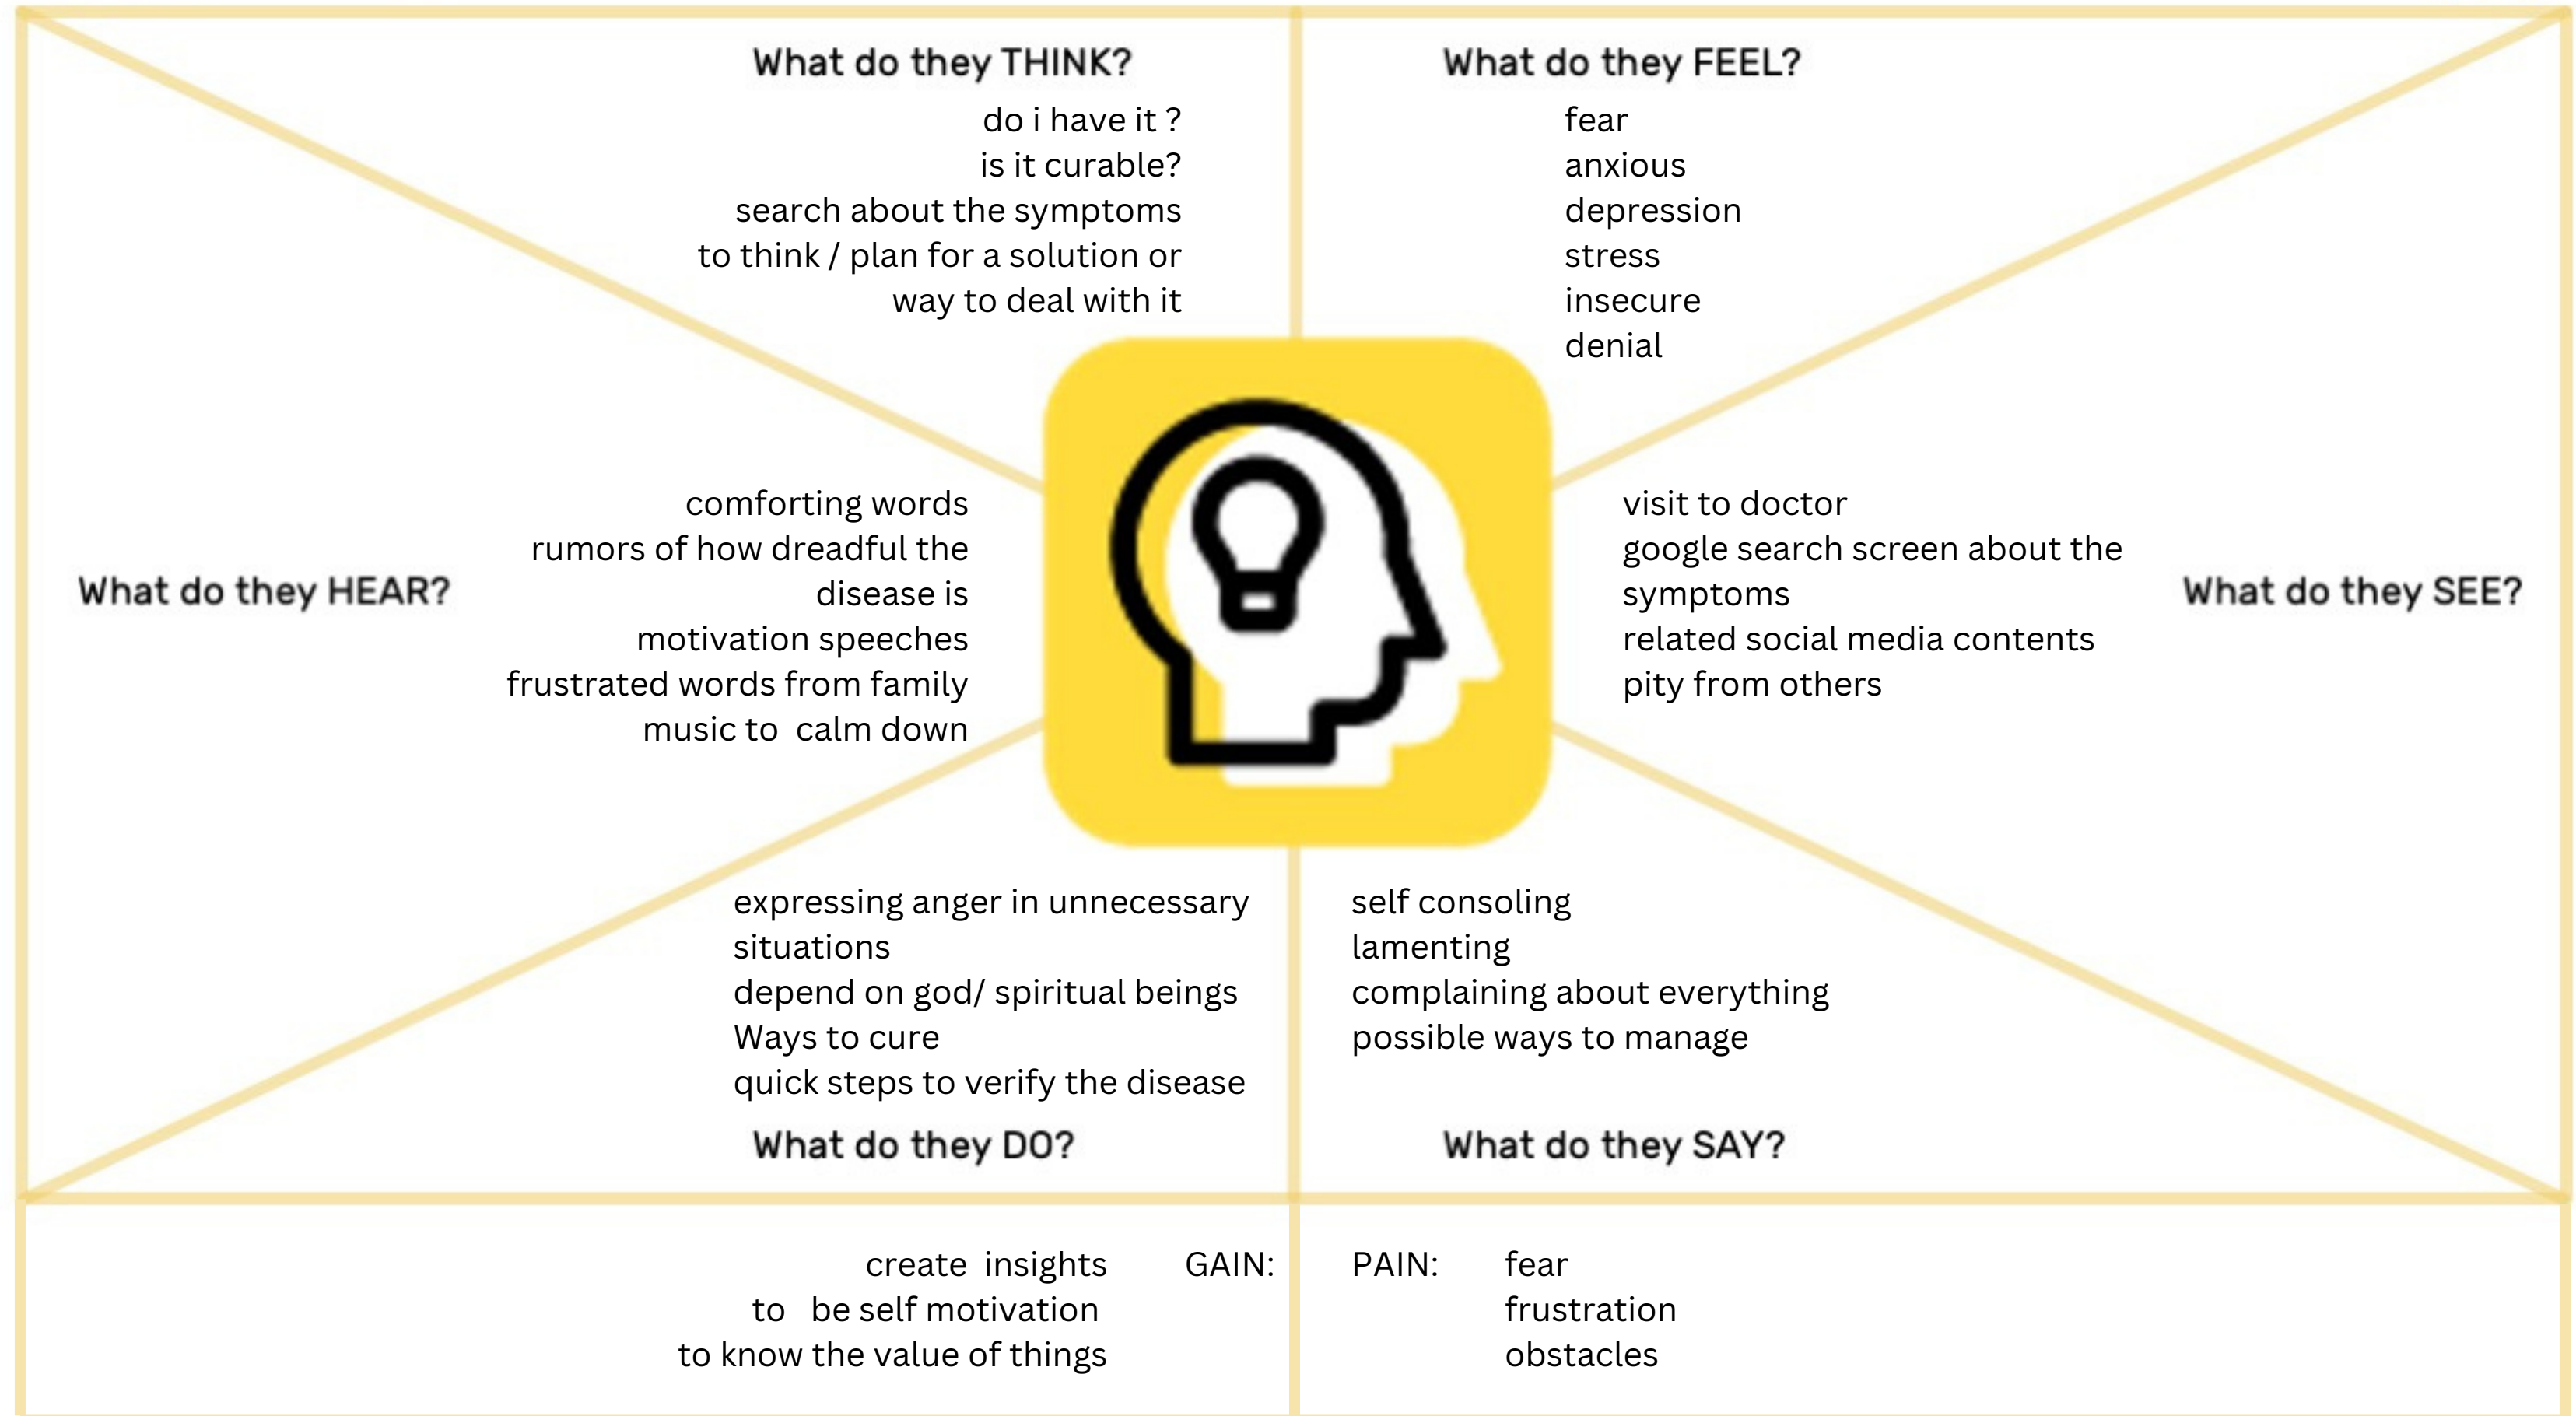 What do they THINK?
do i have it ?
is it curable?
search about the symptoms
to think / plan for a solution or
way to deal with it
What do they FEEL?
fear
anxious
depression
stress
insecure
denial
What do they HEAR?
comforting words
rumors of how dreadful the
disease is
motivation speeches
frustrated words from family
music to  calm down
visit to doctor
google search screen about the
symptoms
related social media contents
pity from others
What do they SEE?
expressing anger in unnecessary
situations
depend on god/ spiritual beings
Ways to cure
quick steps to verify the disease
What do they DO?
self consoling
lamenting
complaining about everything
possible ways to manage
What do they SAY?
GAIN:
create  insights
to   be self motivation
to know the value of things
PAIN:
fear
frustration
obstacles